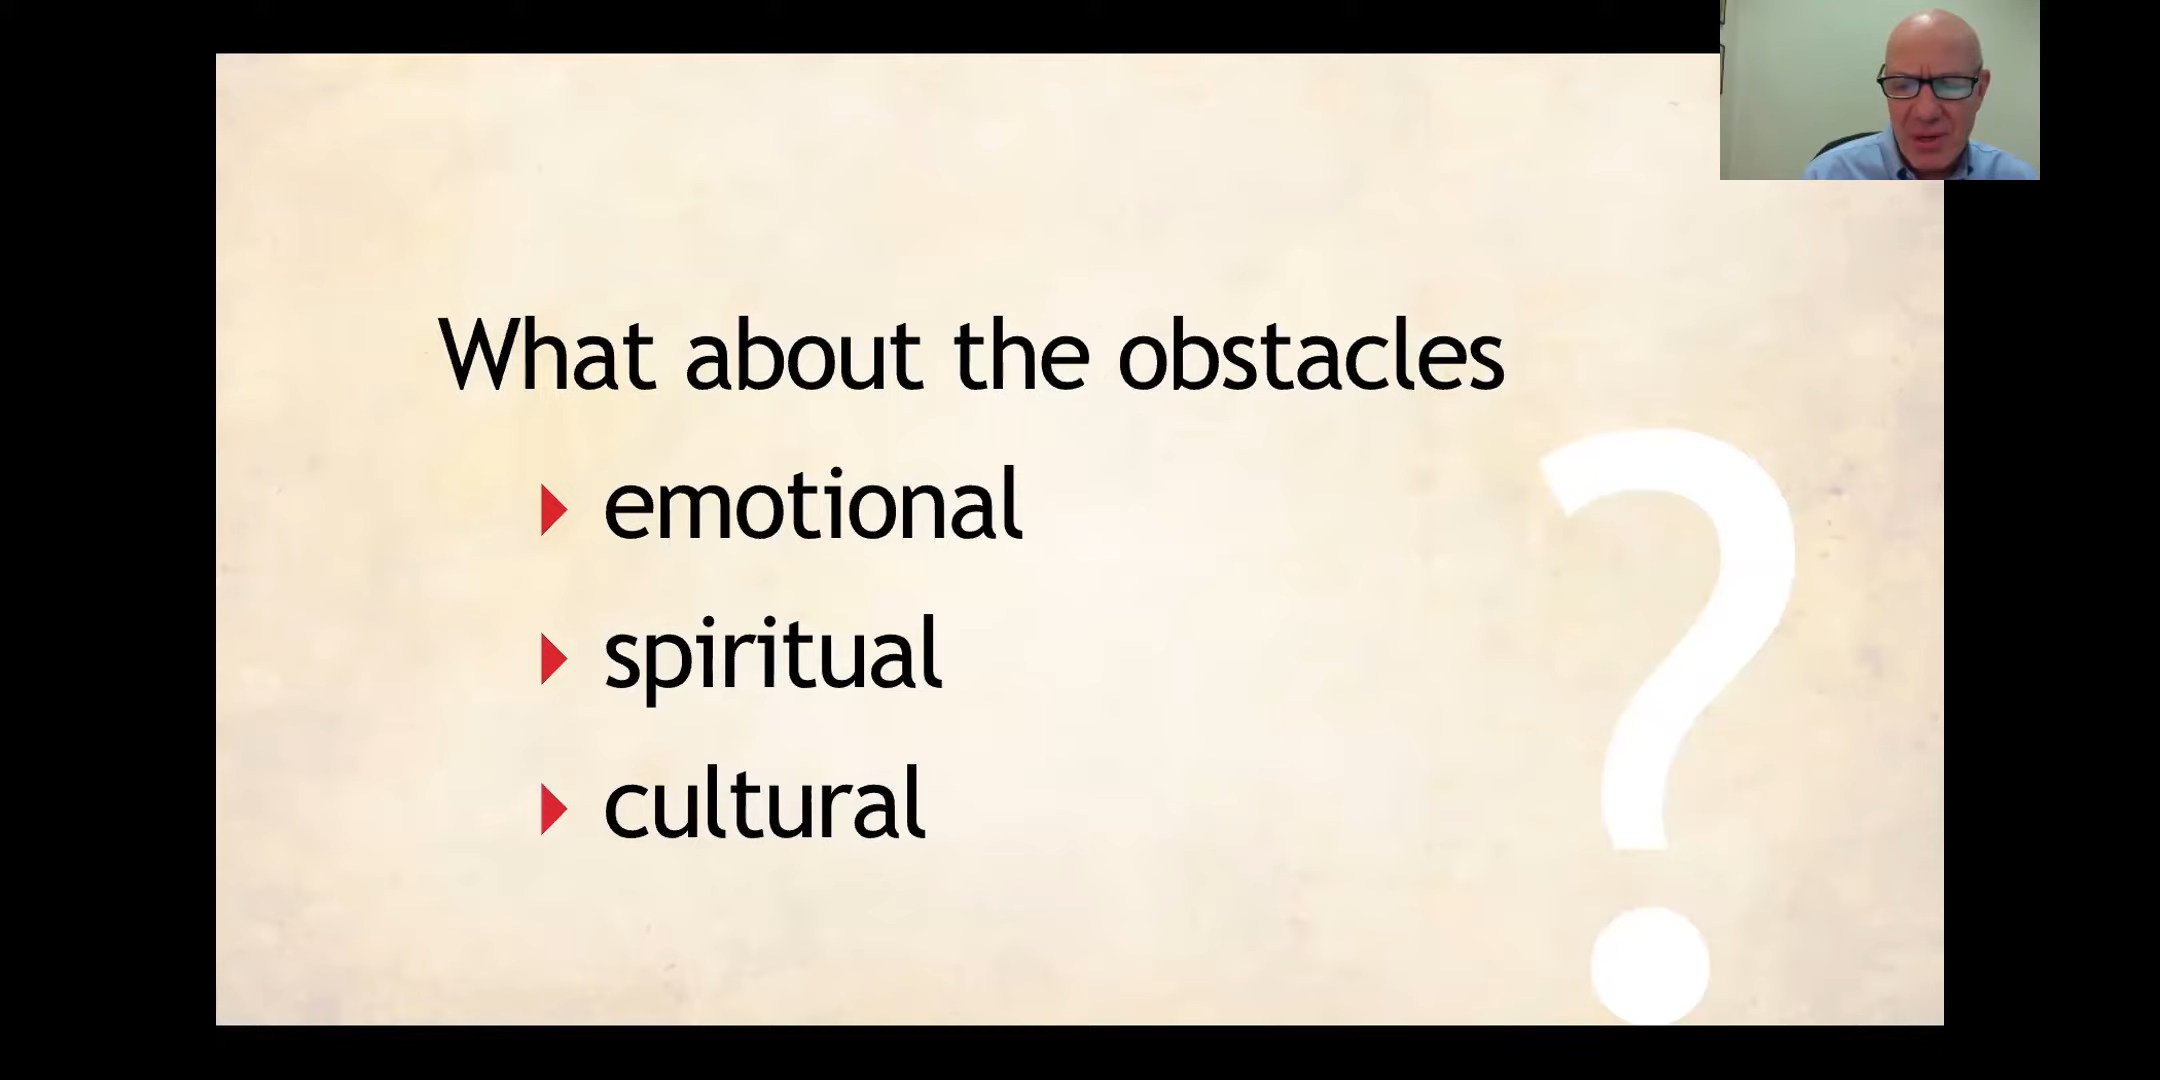 What about the obstacles
emotional
spiritual
cultural
?